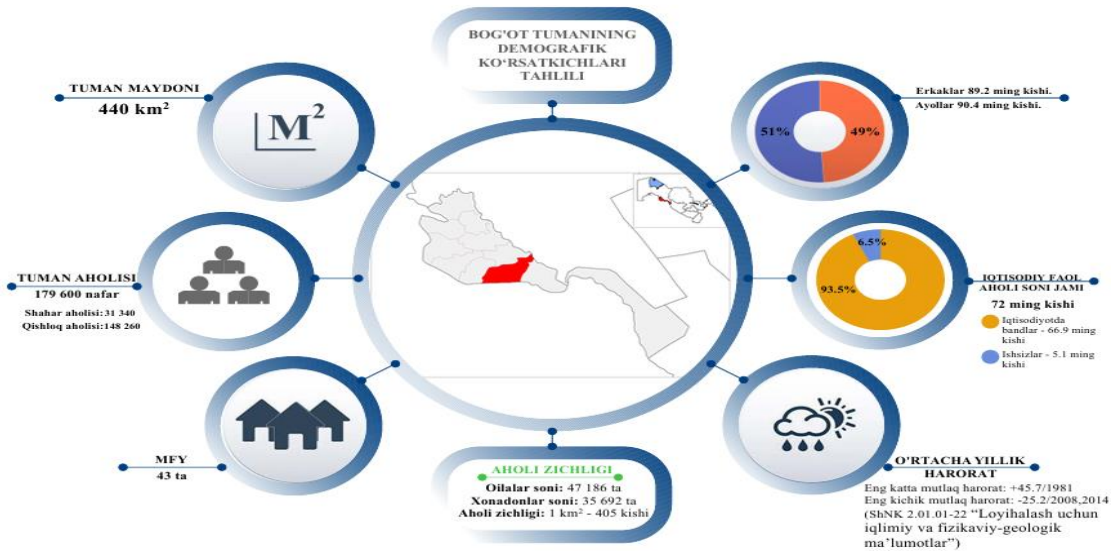 BOG'OT TUMANINING
DEMOGRAFIK
KO‘RSATKICHLARI
TAHLILI
TUMAN MAYDONI
440 km²
M²
Erkaklar 89.2 ming kishi.
Ayollar 90.4 ming kishi.
51%
49%
TUMAN AHOLISI
179 600 nafar
Shahar aholisi:31 340
Qishloq aholisi:148 260
6.5%
93.5%
IQTISODIY FAOL
AHOLI SONI JAMI
72 ming kishi
Iqtisodiyotda
bandlar - 66.9 ming
kishi
Ishsizlar - 5.1 ming
kishi
MFY
43 ta
AHOLI ZICHLIGI
Oilalar soni: 47 186 ta
Xonadonlar soni: 35 692 ta
Aholi zichligi: 1 km² - 405 kishi
O'RTACHA YILLIK
HARORAT
Eng katta mutlaq harorat: +45.7/1981
Eng kichik mutlaq harorat: -25.2/2008,2014
(ShNK 2.01.01-22 “Loyihalash uchun
iqlimiy va fizikaviy-geologik
ma’lumotlar”)